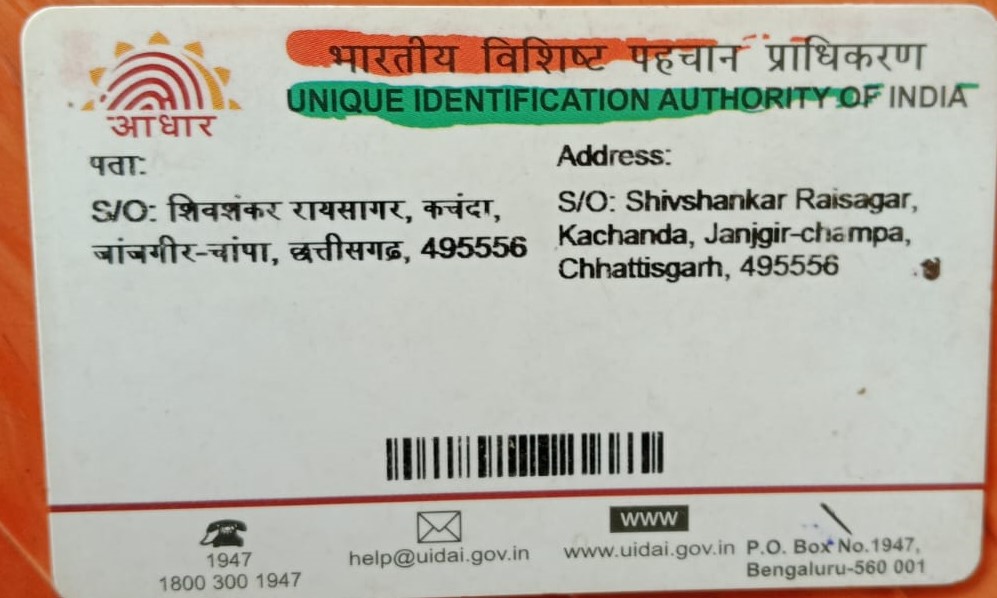 भारतीय विशिष्ट पहचान प्राधिकरण
UNIQUE IDENTIFICATION AUTHORITY OF INDIA
आधार
पता:
S/O: शिवशंकर रायसागर, कचंदा,
जांजगीर-चांपा, छत्तीसगढ़, 495556
Address:
S/O: Shivshankar Raisagar,
Kachanda, Janjgir-champa,
Chhattisgarh, 495556
1947
1800 300 1947
help@uidai.gov.in
www
www.uidai.gov.in
P.O. Box No.1947,
Bengaluru-560 001